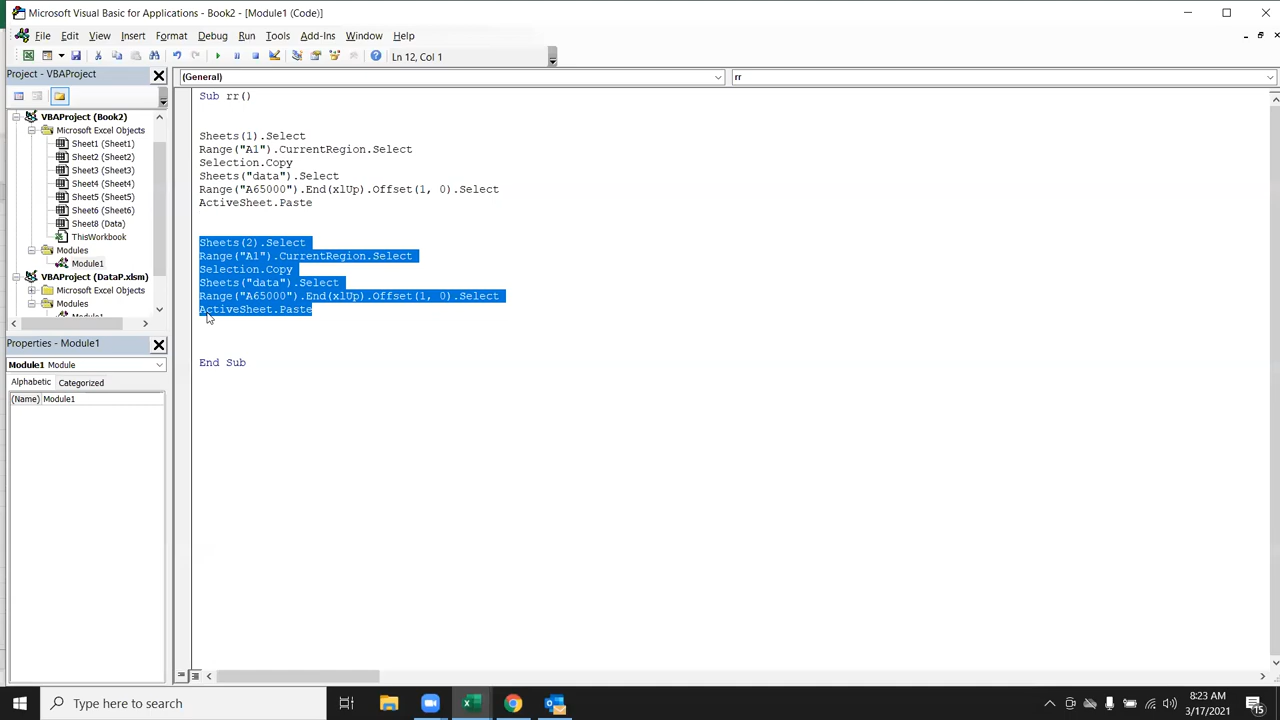 Microsoft Visual Basic for Applications - Book2 - [Module1 (Code)]
File Edit View Insert Format Debug Run Tools Add-Ins Window Help
Ln 12, Col 1
Project - VBAProject
(General)
rr
VBAProject (Book2)
Microsoft Excel Objects
Sheet1 (Sheet1)
Sheet2 (Sheet2)
Sheet3 (Sheet3)
Sheet4 (Sheet4)
Sheet5 (Sheet5)
Sheet6 (Sheet6)
Sheet8 (Data)
ThisWorkbook
Modules
Module1
VBAProject (DataP.xlsm)
Microsoft Excel Objects
Modules
Properties - Module1
Module1 Module
Alphabetic Categorized
(Name) Module1
Sub rr()
Sheets(1).Select
Range("A1").CurrentRegion.Select
Selection.Copy
Sheets("data").Select
Range("A65000").End(xlUp).Offset(1, 0).Select
ActiveSheet.Paste
Sheets(2).Select
Range("A1").CurrentRegion.Select
Selection.Copy
Sheets("data").Select
Range("A65000").End(xlUp).Offset(1, 0).Select
ActiveSheet.Paste
End Sub
Type here to search
8:23 AM
3/17/2021
15